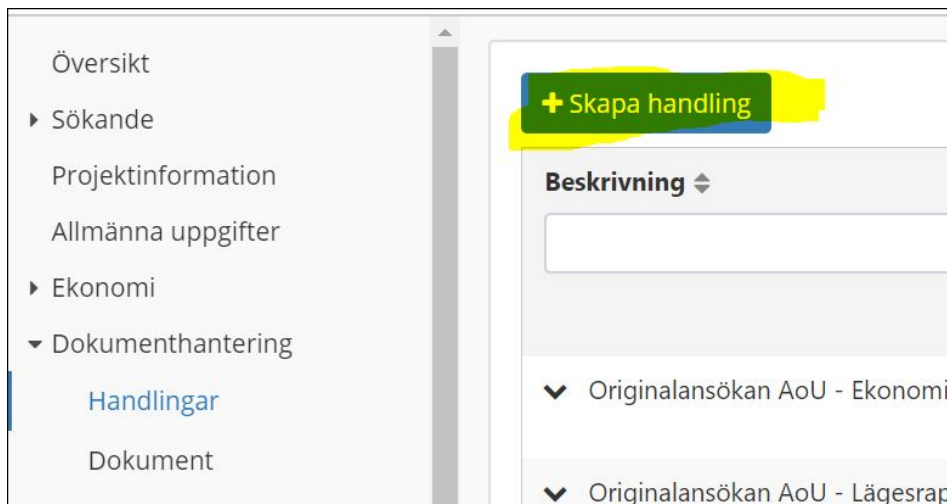 Översikt
Sökande
Projektinformation
Allmänna uppgifter
Ekonomi
Dokumenthantering
Handlingar
Dokument
+ Skapa handling
Beskrivning
Originalansökan AoU - Ekonomi
Originalansökan AoU - Lägesrap